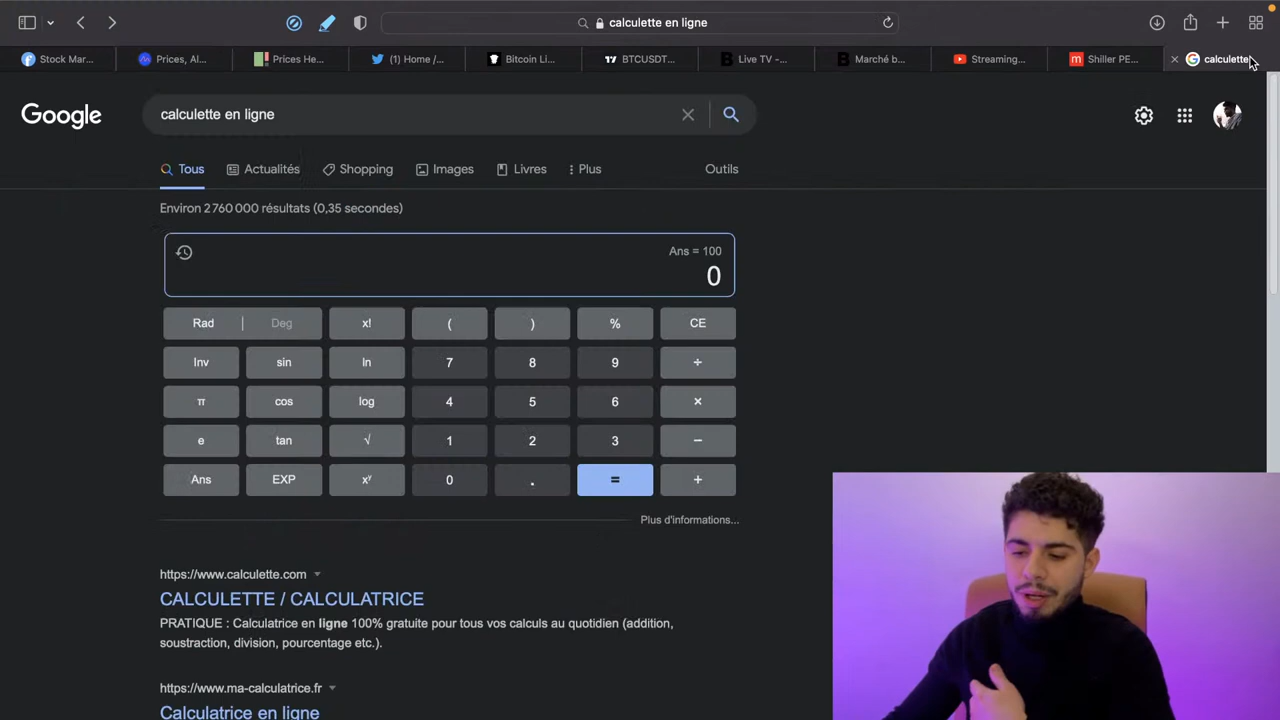 calculette en ligne
Stock Mar...
Prices, Al...
Prices He...
(1) Home /...
Bitcoin Li...
BTCUSDT...
Live TV -...
Marché b...
Streaming...
Shiller PE...
calculette
Google
calculette en ligne
Tous
Actualités
Shopping
Images
Livres
Plus
Outils
Environ 2 760 000 résultats (0,35 secondes)
Ans = 100
0
Rad Deg x! ( ) % CE
Inv sin ln 7 8 9 ÷
π cos log 4 5 6 ×
e tan √ 1 2 3 −
Ans EXP xʸ 0 . = +
Plus d'informations...
https://www.calculette.com
CALCULETTE / CALCULATRICE
PRATIQUE : Calculatrice en ligne 100% gratuite pour tous vos calculs au quotidien (addition,
soustraction, division, pourcentage etc.).
https://www.ma-calculatrice.fr
Calculatrice en ligne